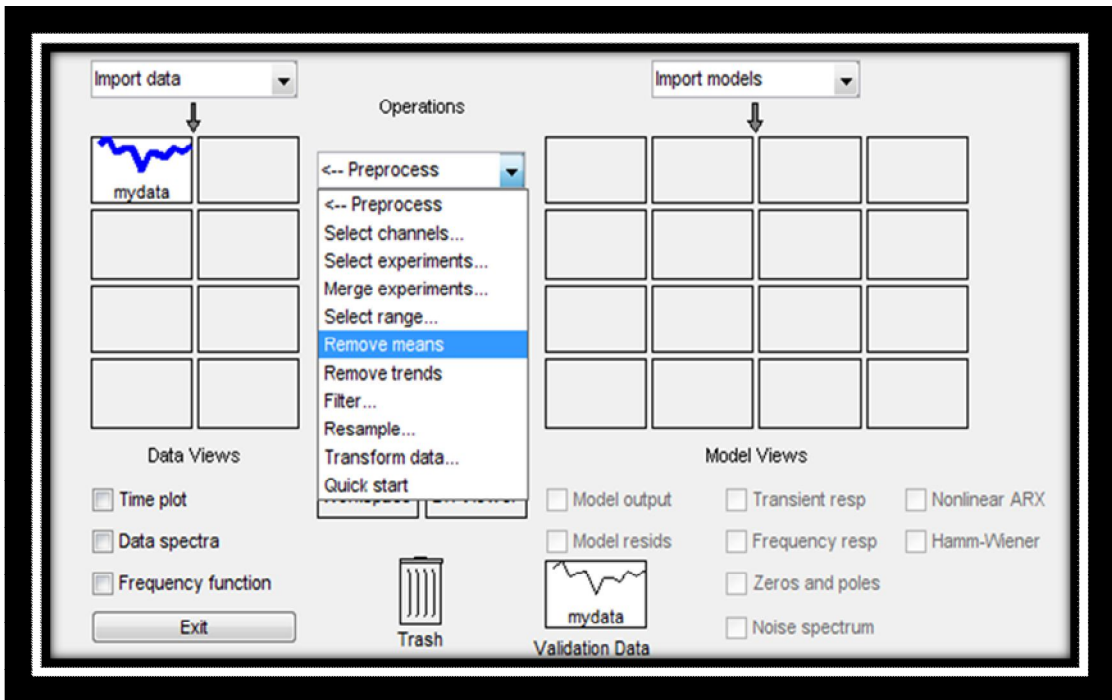 Import data
Import models
Operations
mydata
<-- Preprocess
<-- Preprocess
Select channels...
Select experiments...
Merge experiments...
Select range...
Remove means
Remove trends
Filter...
Resample...
Transform data...
Quick start
Data Views
Time plot
Data spectra
Frequency function
Exit
Trash
mydata
Validation Data
Model Views
Model output
Transient resp
Nonlinear ARX
Model resids
Frequency resp
Hamm-Wiener
Zeros and poles
Noise spectrum